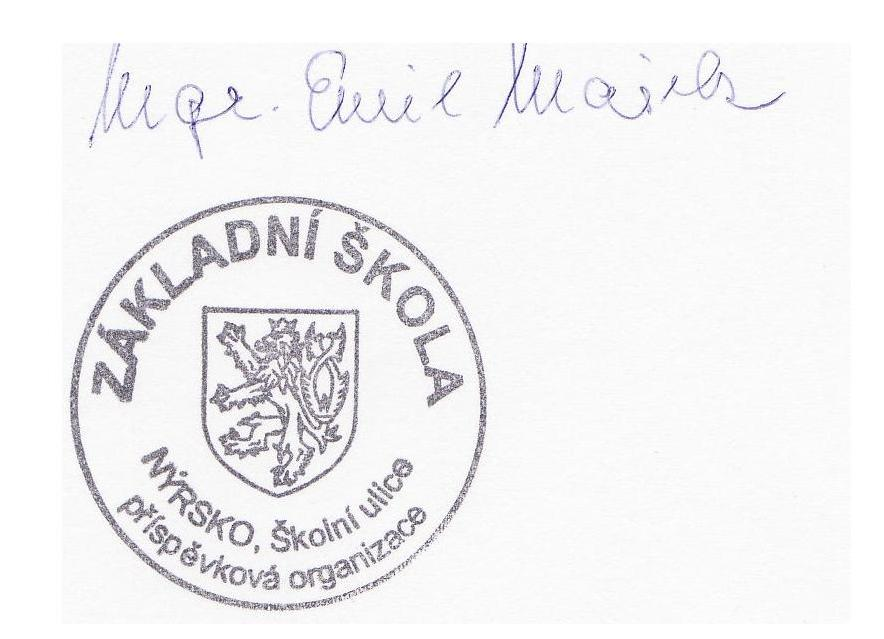 Mgr. Emil
ZÁKLADNÍ ŠKOLA
NÝRSKO, Školní ulice
příspěvková organizace